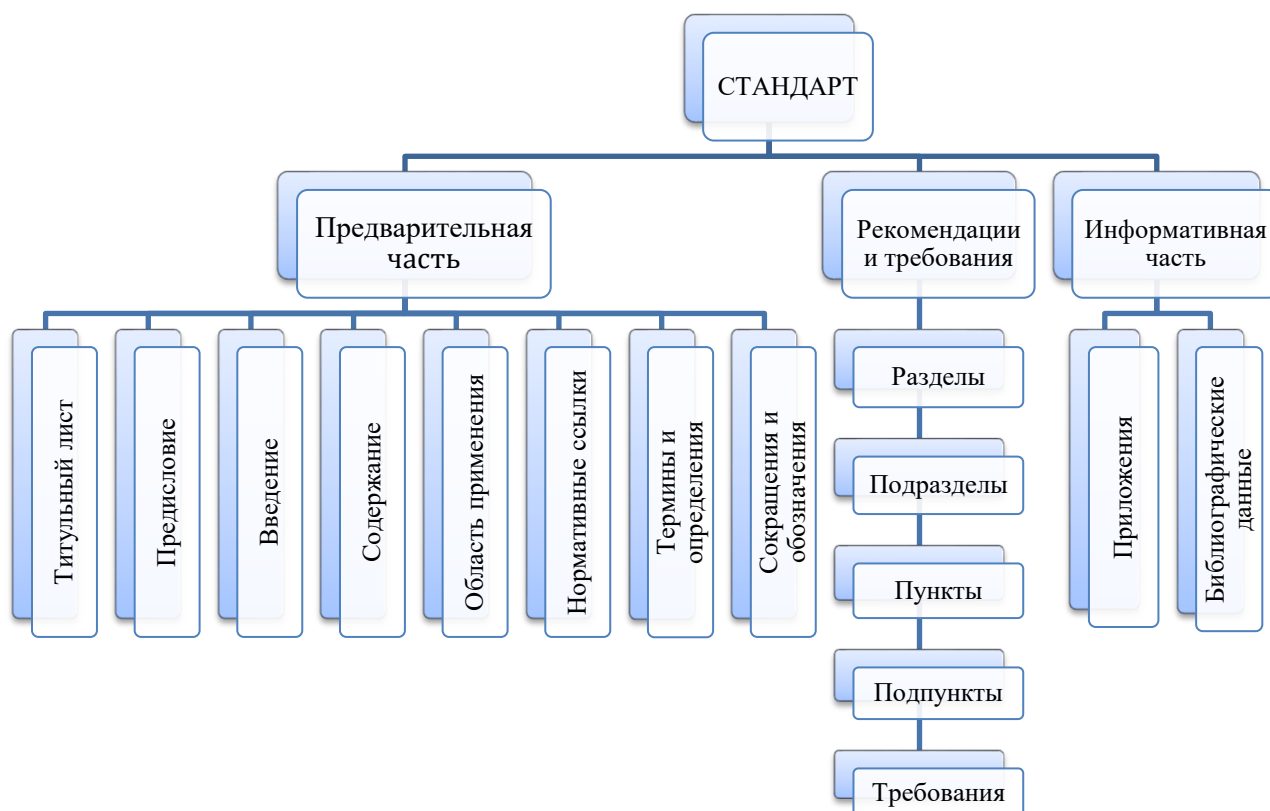 СТАНДАРТ
Предварительная
часть
Рекомендации
и требования
Информативная
часть
Титульный лист
Предисловие
Введение
Содержание
Область применения
Нормативные ссылки
Термины и
определения
Сокращения и
обозначения
Разделы
Подразделы
Пункты
Подпункты
Требования
Приложения
Библиографические
данные